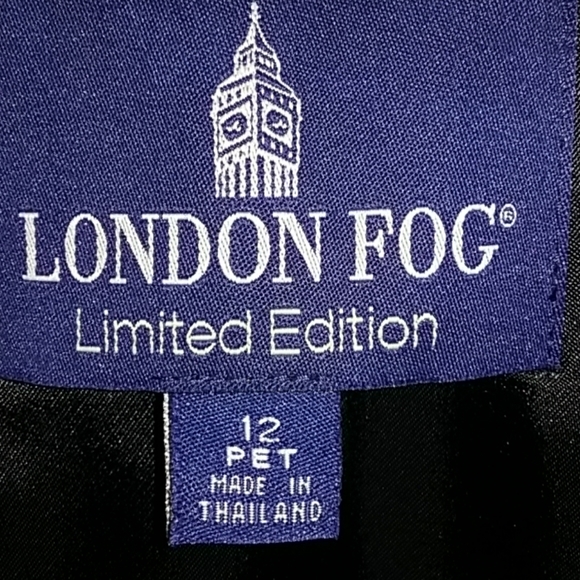 LONDON FOG®
Limited Edition
12
PET
MADE IN
THAILAND